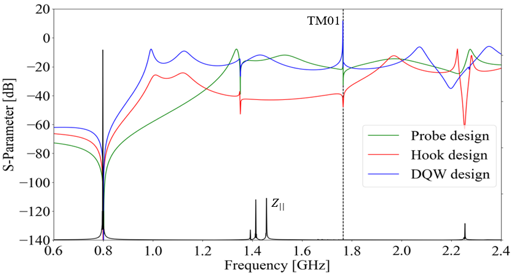 TM01
S-Parameter [dB]
20
0
−20
−40
−60
−80
−100
−120
−140
Probe design
Hook design
DQW design
Z||
0.6 0.8 1.0 1.2 1.4 1.6 1.8 2.0 2.2 2.4
Frequency [GHz]